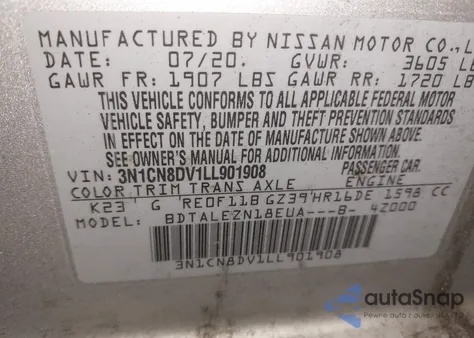 MANUFACTURED BY NISSAN MOTOR CO.,
DATE: 07/20. GVWR: 3605 LB
GAWR FR: 1907 LBS GAWR RR: 1720 LB
THIS VEHICLE CONFORMS TO ALL APPLICABLE FEDERAL MOTOR
VEHICLE SAFETY, BUMPER AND THEFT PREVENTION STANDARDS
IN EFFECT ON THE DATE OF MANUFACTURE SHOWN ABOVE.
SEE OWNER'S MANUAL FOR ADDITIONAL INFORMATION
VIN: 3N1CN8DV1LL901908 PASSENGER CAR.
COLOR TRIM TRANS AXLE ENGINE
K23 G RE0F11B GZ39 HR16DE 1598 CC
MODEL: BDTALEZN18EUA---B- 4Z000
3N1CN8DV1LL901908
autoSnap